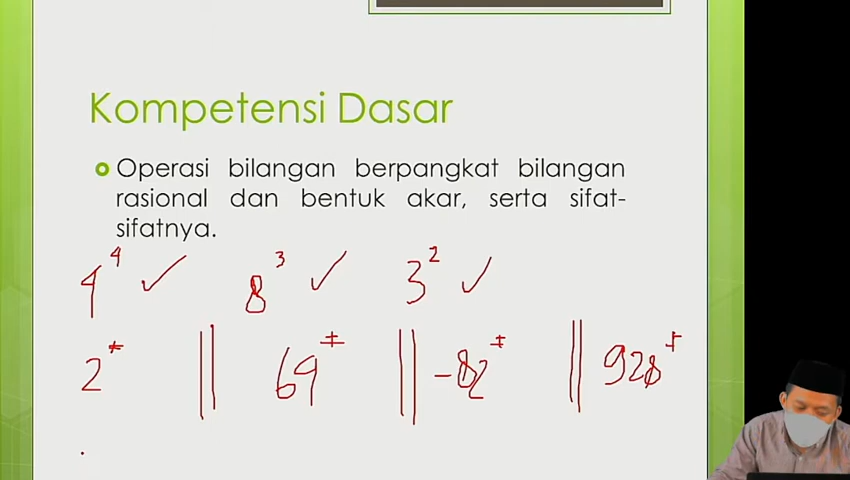 Kompetensi Dasar
Operasi bilangan berpangkat bilangan
rasional dan bentuk akar, serta sifat-
sifatnya.
4⁴ ✓ 8³ ✓ 3² ✓
2⁺ || 69^± || -82^± || 928^±